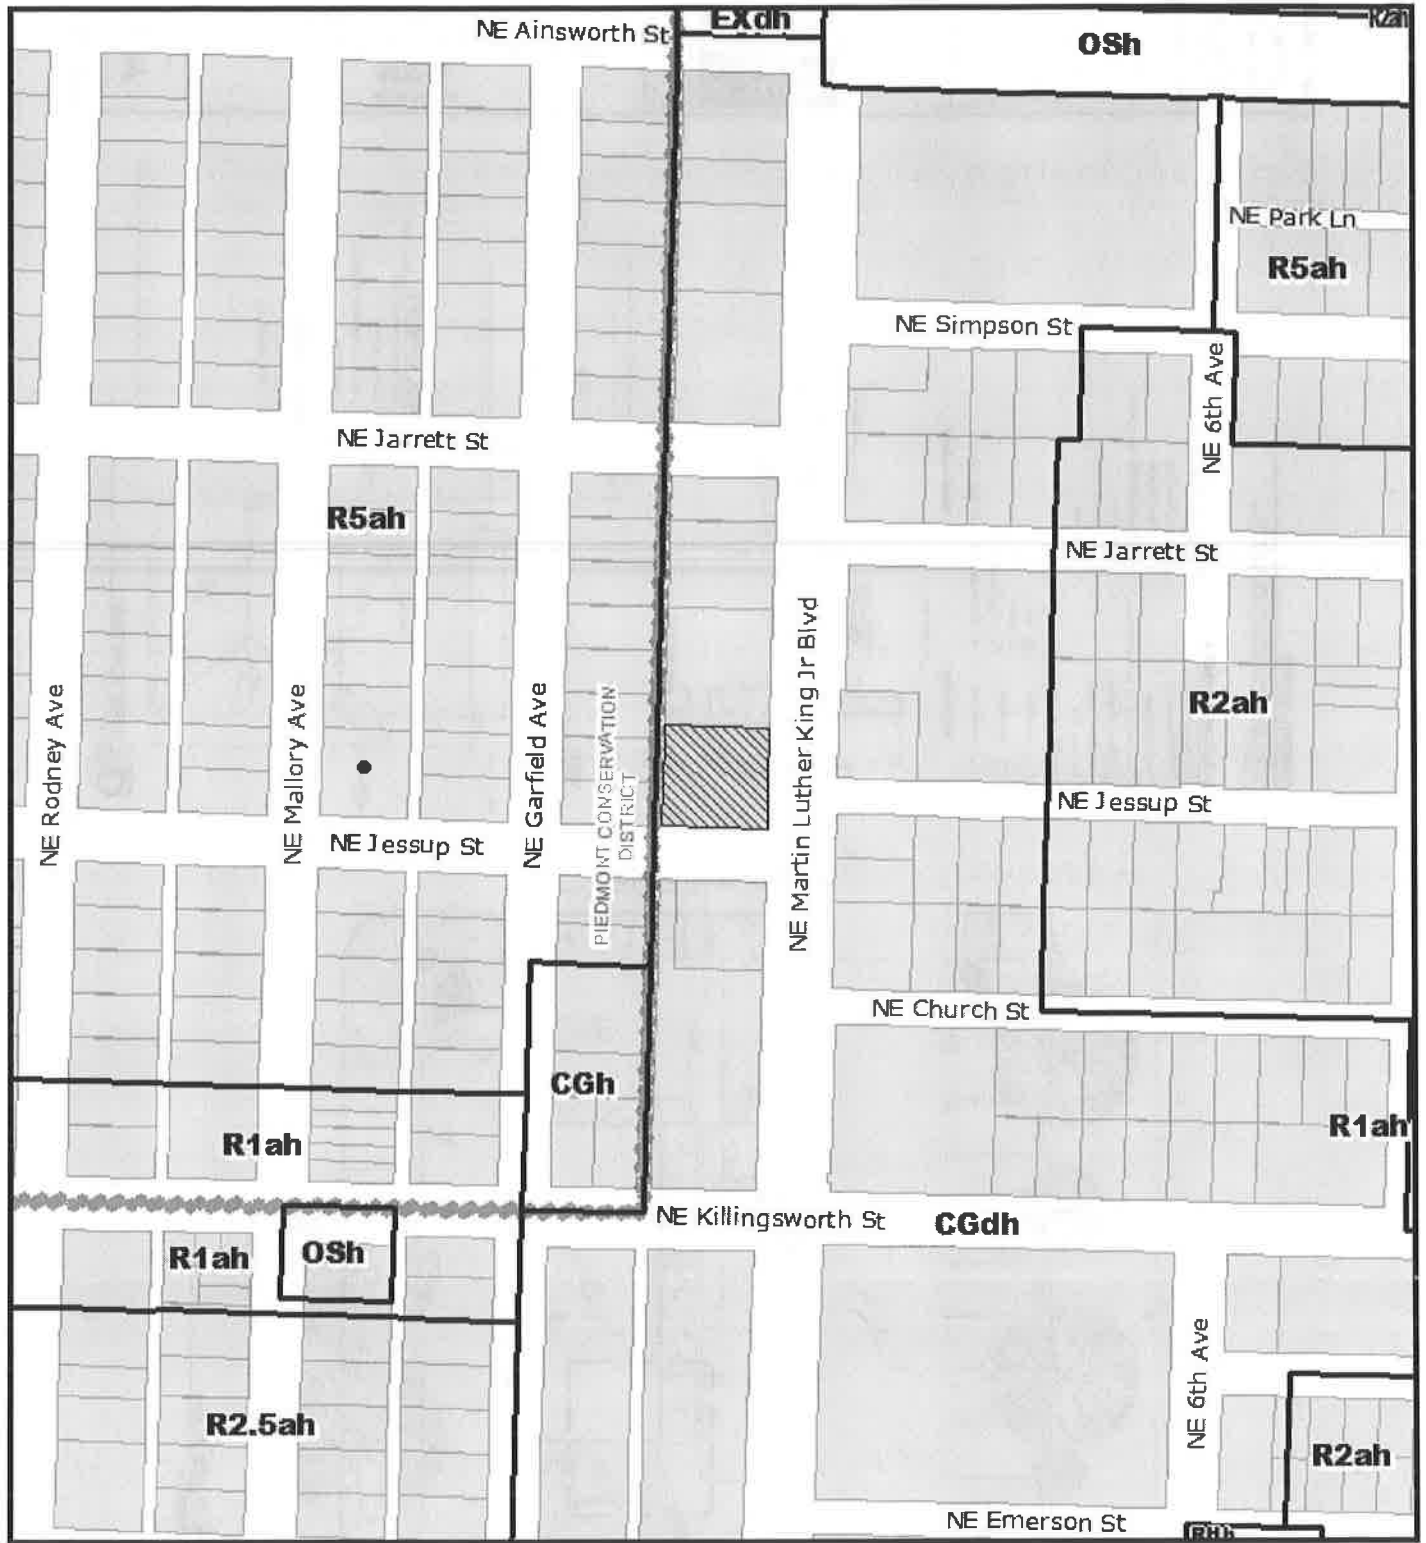 NE Ainsworth St
EXdh
OSh
R2ah
NE Park Ln
R5ah
NE Simpson St
NE 6th Ave
NE Jarrett St
R5ah
NE Jarrett St
NE Rodney Ave
NE Mallory Ave
NE Garfield Ave
PIEDMONT CONSERVATION
DISTRICT
NE Martin Luther King Jr Blvd
R2ah
NE Jessup St
NE Jessup St
NE Church St
CGh
R1ah
R1ah
NE Killingsworth St
CGdh
R1ah
OSh
NE 6th Ave
R2.5ah
R2ah
NE Emerson St
RHh